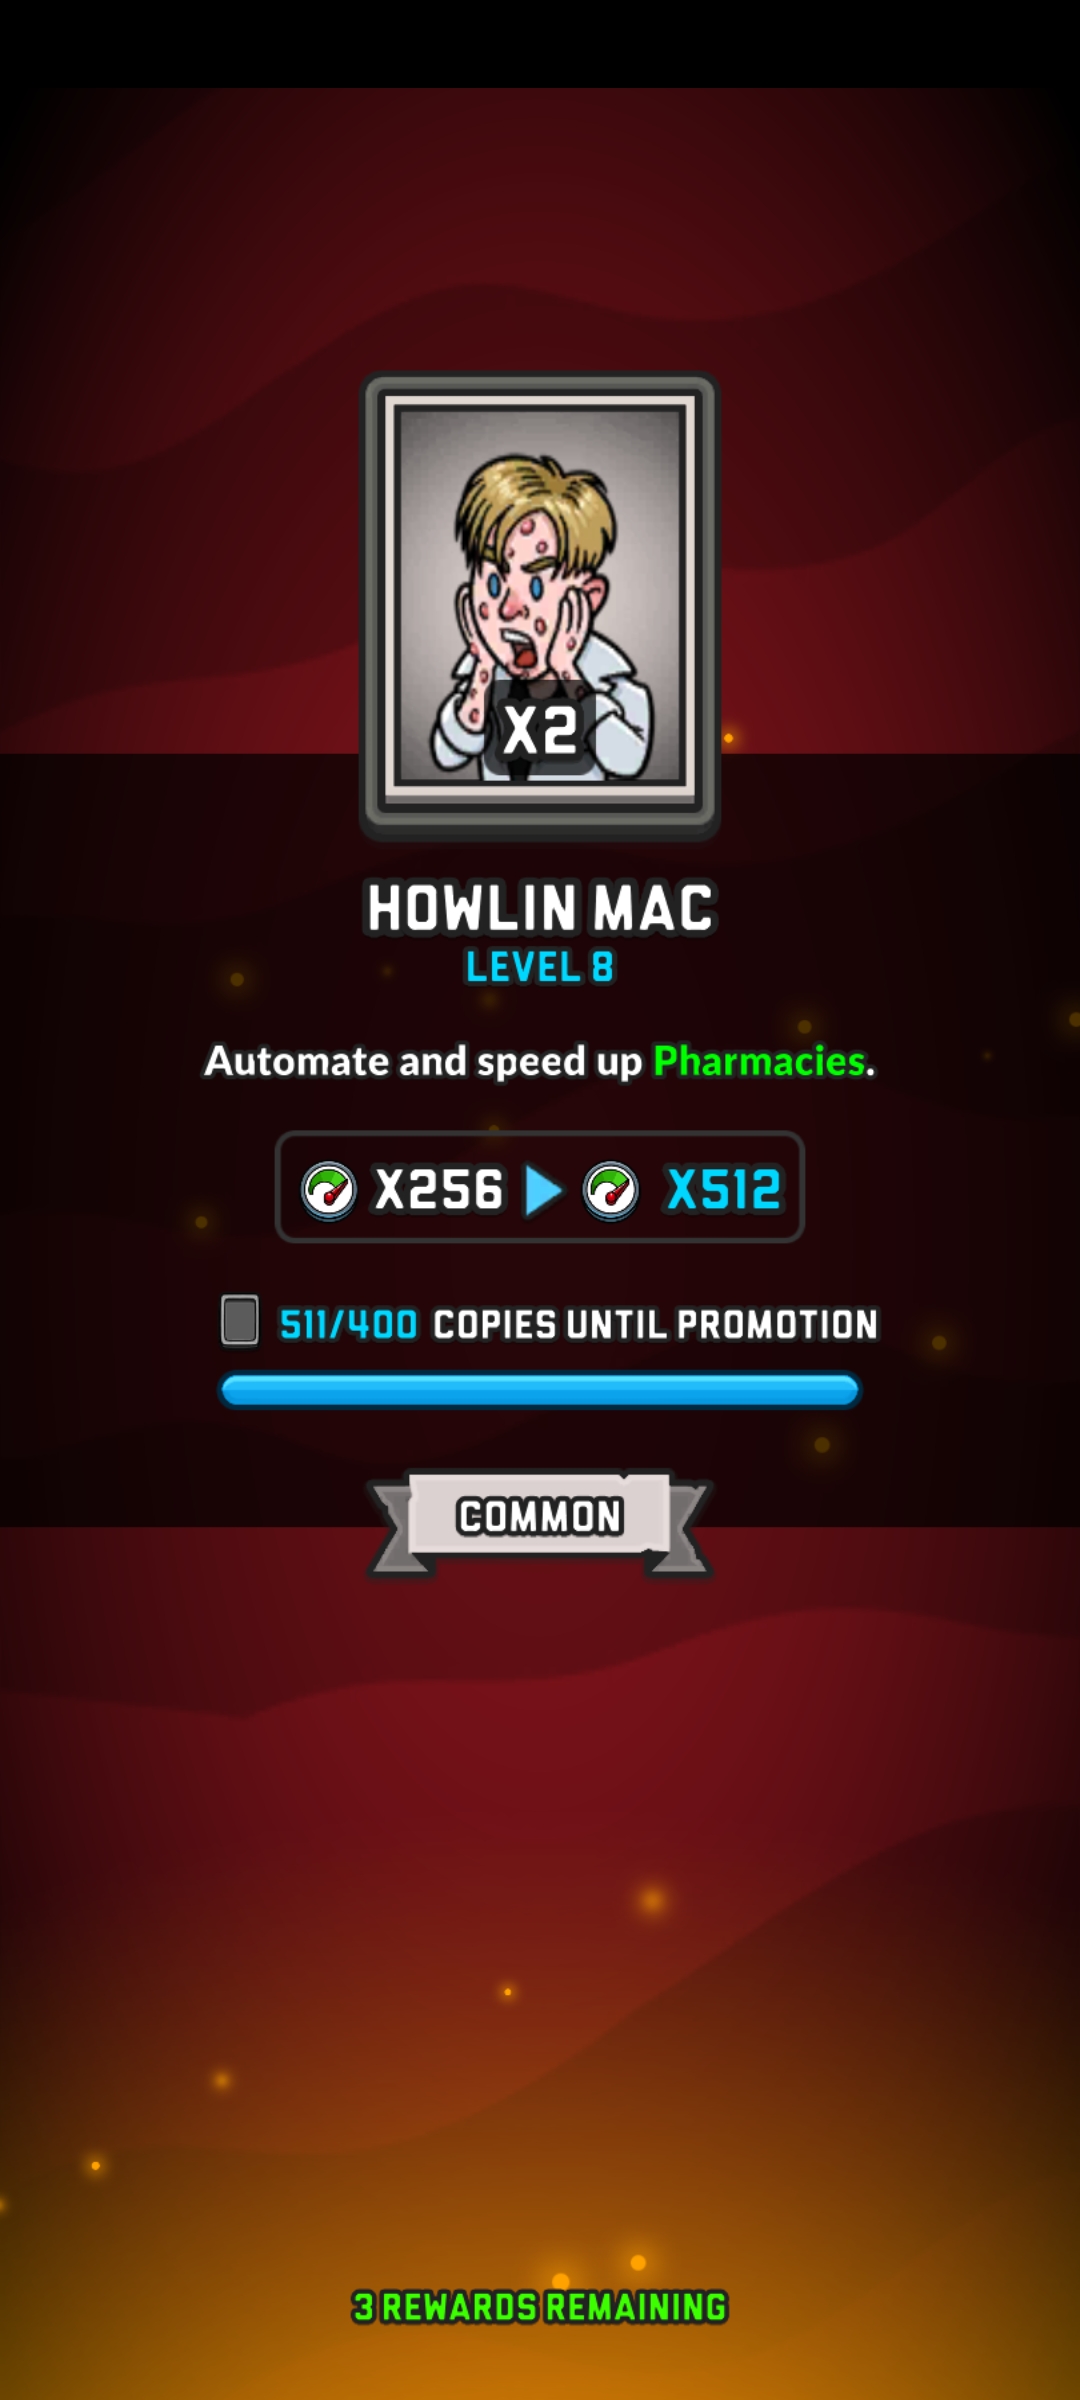 X2
HOWLIN MAC
LEVEL 8
Automate and speed up Pharmacies.
X256 X512
511/400 COPIES UNTIL PROMOTION
COMMON
3 REWARDS REMAINING